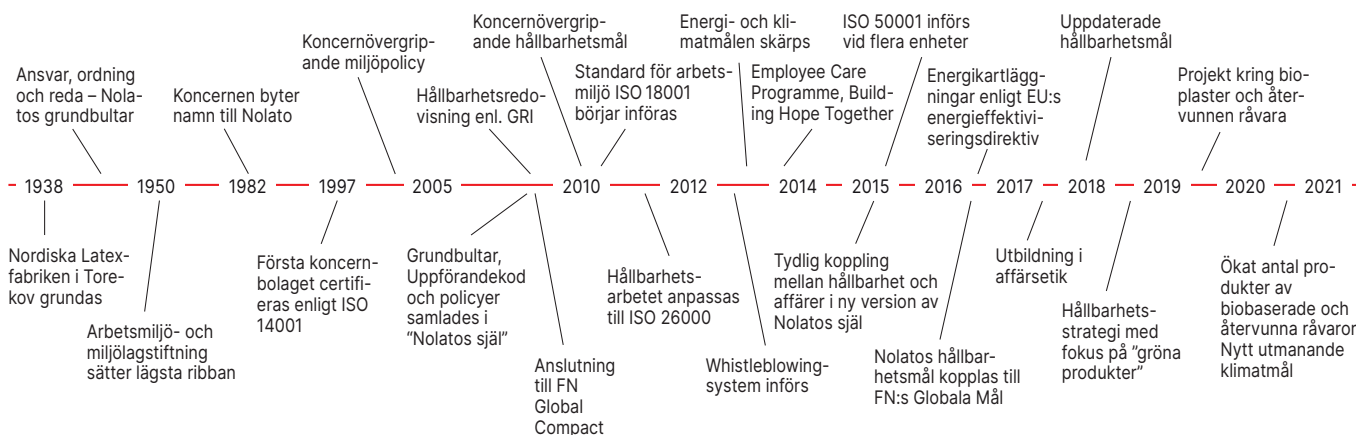 Ansvar, ordning
och reda – Nola-
tos grundbultar
Koncernen byter
namn till Nolato
Koncernövergrip-
ande miljöpolicy
Hållbarhetsredo-
visning enl. GRI
Koncernövergrip-
ande hållbarhetsmål
Standard för arbets-
miljö ISO 18001
börjar införas
Energi- och kli-
matmålen skärps
Employee Care
Programme, Build-
ing Hope Together
ISO 50001 införs
vid flera enheter
Energikartlägg-
ningar enligt EU:s
energieffektivi-
seringsdirektiv
Uppdaterade
hållbarhetsmål
Projekt kring bio-
plaster och åter-
vunnen råvara
1938 1950 1982 1997 2005 2010 2012 2014 2015 2016 2017 2018 2019 2020 2021
Nordiska Latex-
fabriken i Tore-
kov grundas
Arbetsmiljö- och
miljölagstiftning
sätter lägsta ribban
Första koncern-
bolaget certifi-
eras enligt ISO
14001
Grundbultar,
Uppförandekod
och policyer
samlades i
”Nolatos själ”
Anslutning
till FN
Global
Compact
Hållbarhets-
arbetet anpassas
till ISO 26000
Whistleblowing-
system införs
Tydlig koppling
mellan hållbarhet och
affärer i ny version av
Nolatos själ
Nolatos hållbar-
hetsmål kopplas till
FN:s Globala Mål
Utbildning i
affärsetik
Hållbarhets-
strategi med
fokus på ”gröna
produkter”
Ökat antal pro-
dukter av
biobaserade och
återvunna råvaror
Nytt utmanande
klimatmål